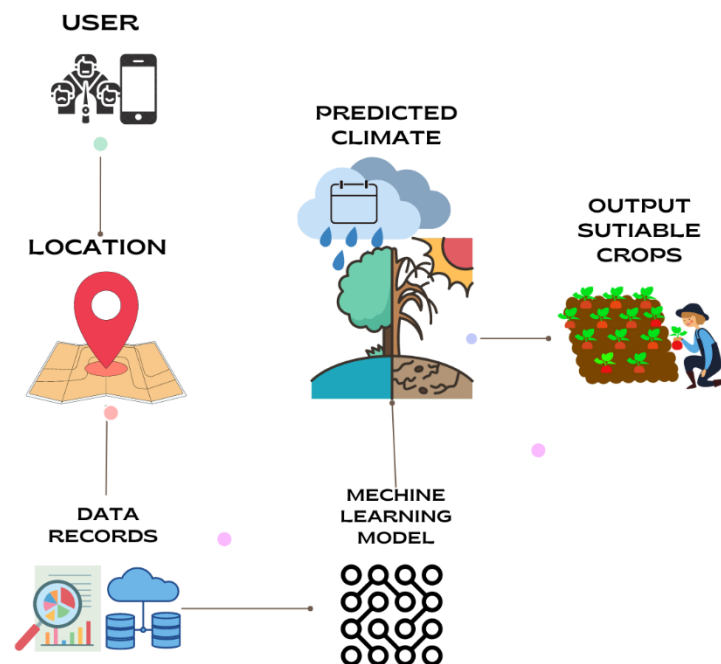 USER
LOCATION
DATA
RECORDS
MECHINE
LEARNING
MODEL
PREDICTED
CLIMATE
OUTPUT
SUTIABLE
CROPS